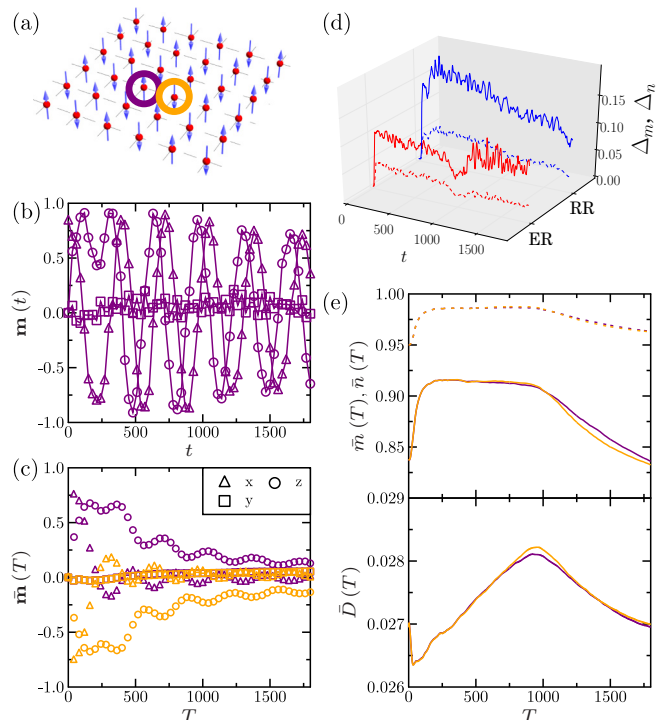 (a)
(b)
1.0
0.5
0.0
-0.5
-1.0
m (t)
0
500
1000
1500
t
(c)
△ x ○ z
□ y
1.0
0.5
0.0
-0.5
-1.0
m̄ (T)
0
500
1000
1500
T
(d)
0.15
0.10
0.05
0.00
Δm, Δn
RR
ER
0
500
1000
1500
t
(e)
1.00
0.95
0.90
0.85
m̄ (T), n̄ (T)
0.029
0.028
0.027
0.026
D̄ (T)
0
500
1000
1500
T